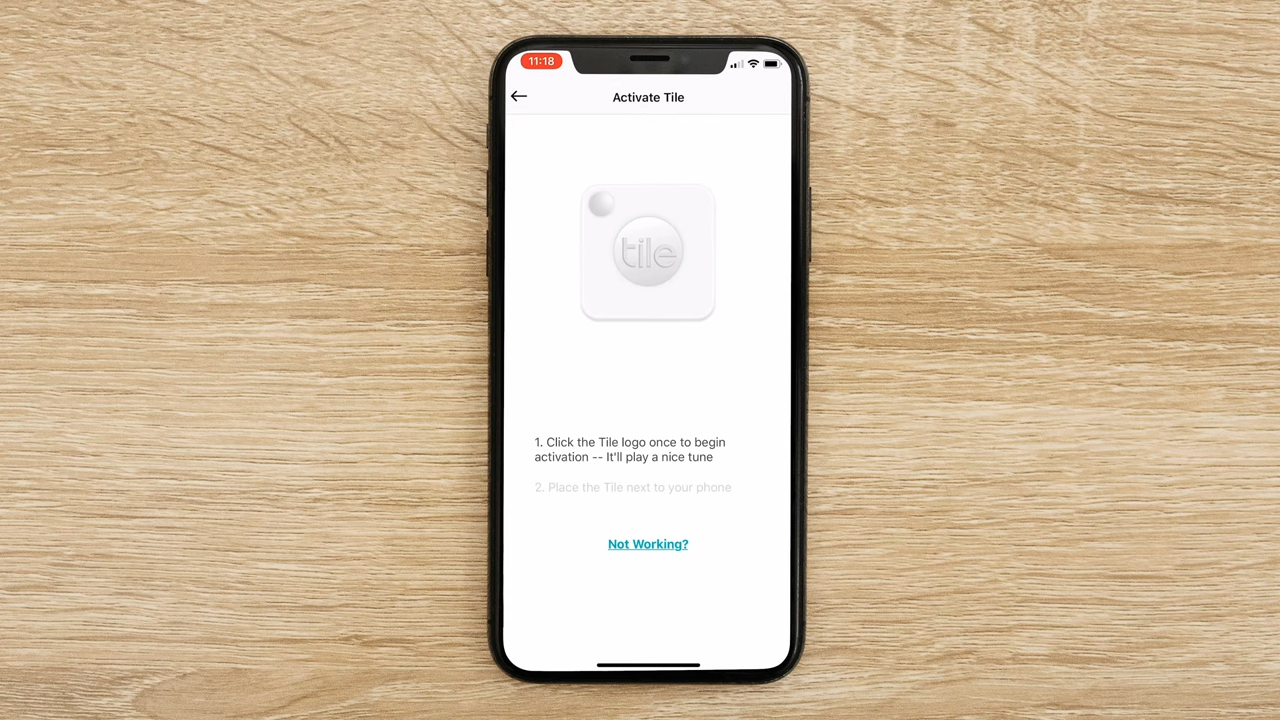 11:18
Activate Tile
tile
1. Click the Tile logo once to begin
activation -- It'll play a nice tune
2. Place the Tile next to your phone
Not Working?